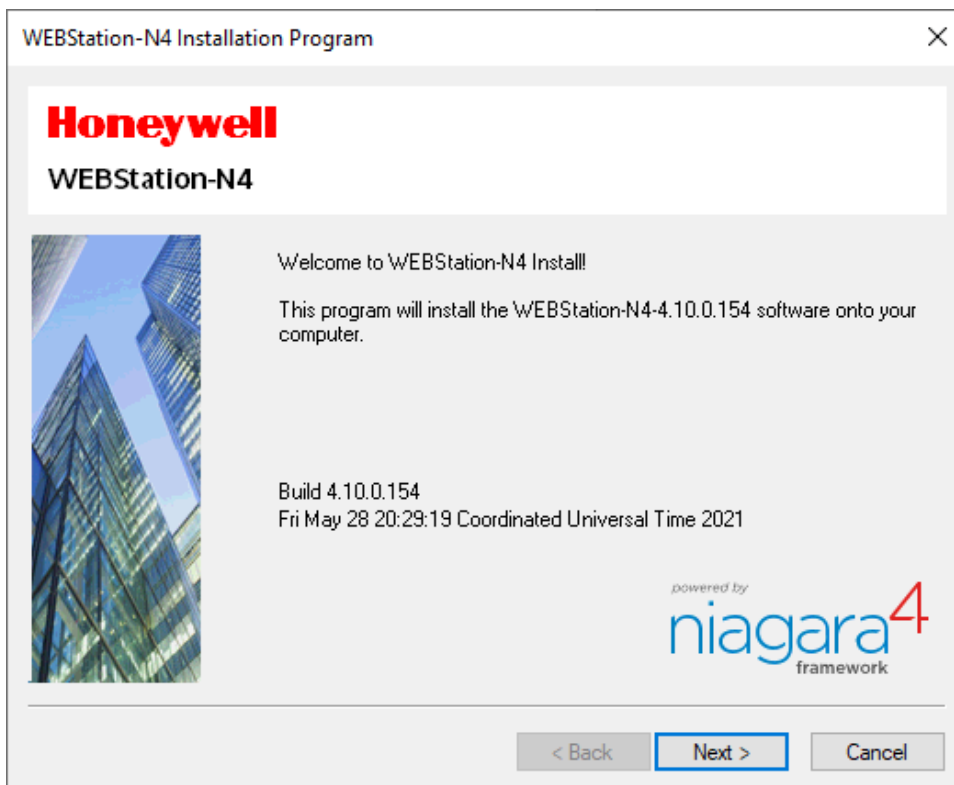 WEBStation-N4 Installation Program
Honeywell
WEBStation-N4
Welcome to WEBStation-N4 Install!
This program will install the WEBStation-N4-4.10.0.154 software onto your
computer.
Build 4.10.0.154
Fri May 28 20:29:19 Coordinated Universal Time 2021
powered by
niagara4
framework
< Back
Next >
Cancel